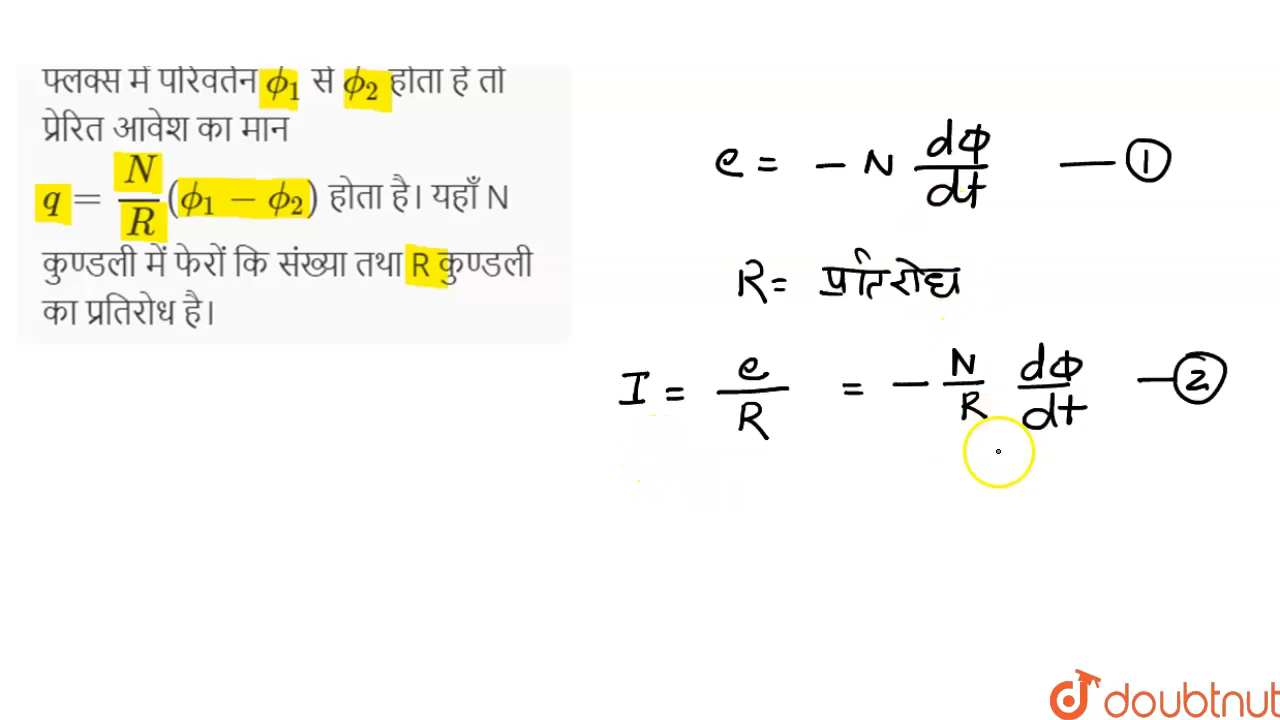 फ्लक्स में परिवर्तन ϕ₁ से ϕ₂ होता है तो
प्रेरित आवेश का मान
q = N/R (ϕ₁ − ϕ₂) होता है। यहाँ N
कुण्डली में फेरों कि संख्या तथा R कुण्डली
का प्रतिरोध है।
e = − N dϕ/dt — ①
R = प्रतिरोध
I = e/R = − N/R dϕ/dt — ②
doubtnut